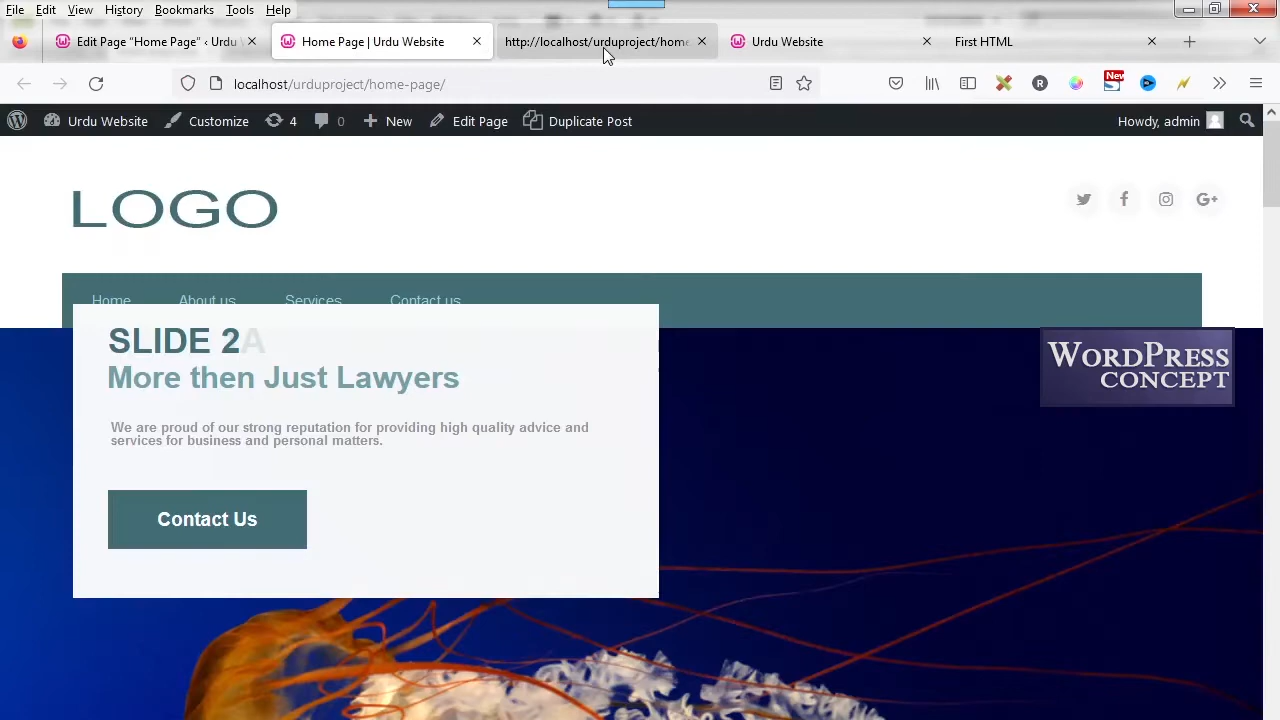 File Edit View History Bookmarks Tools Help
Edit Page “Home Page” ‹ Urdu W
Home Page | Urdu Website
http://localhost/urduproject/home
Urdu Website
First HTML
localhost/urduproject/home-page/
R
New
Urdu Website
Customize
4
0
New
Edit Page
Duplicate Post
Howdy, admin
LOGO
G+
Home
About us
Services
Contact us
SLIDE 2A
More then Just Lawyers
We are proud of our strong reputation for providing high quality advice and
services for business and personal matters.
Contact Us
WORDPRESS
CONCEPT